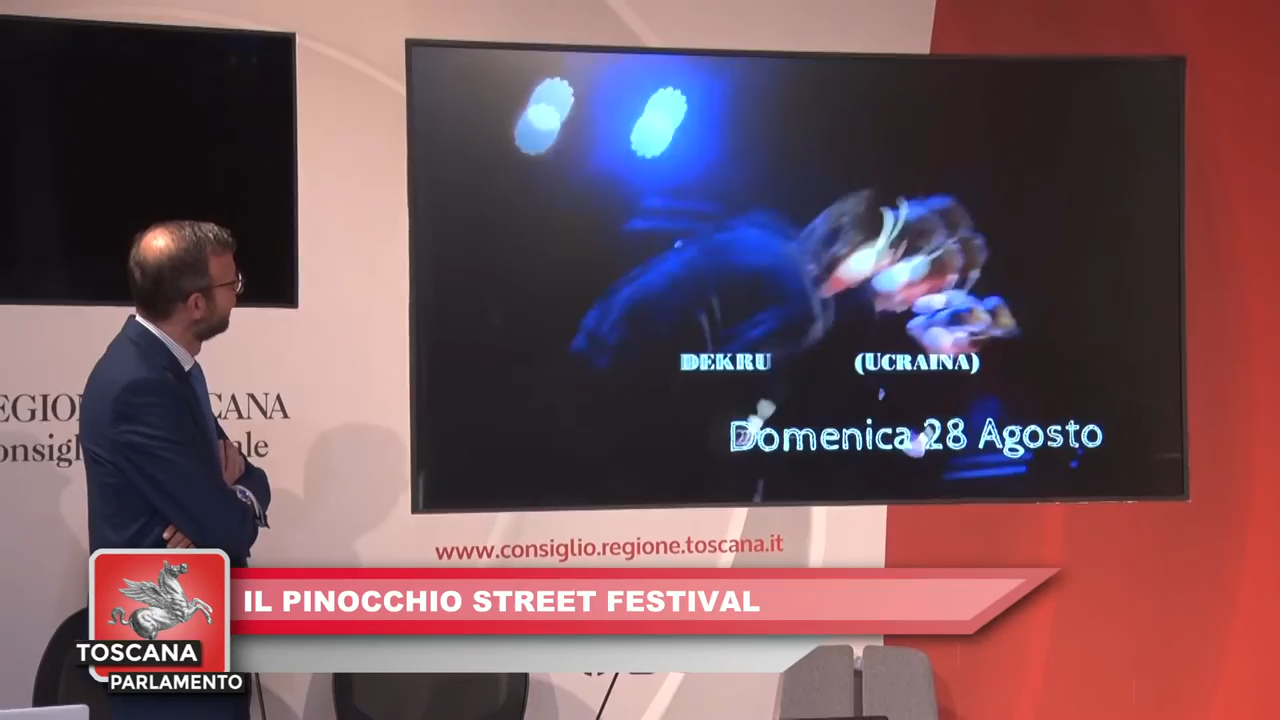 DEKRU (UCRAINA)
Domenica 28 Agosto
www.consiglio.regione.toscana.it
IL PINOCCHIO STREET FESTIVAL
TOSCANA
PARLAMENTO